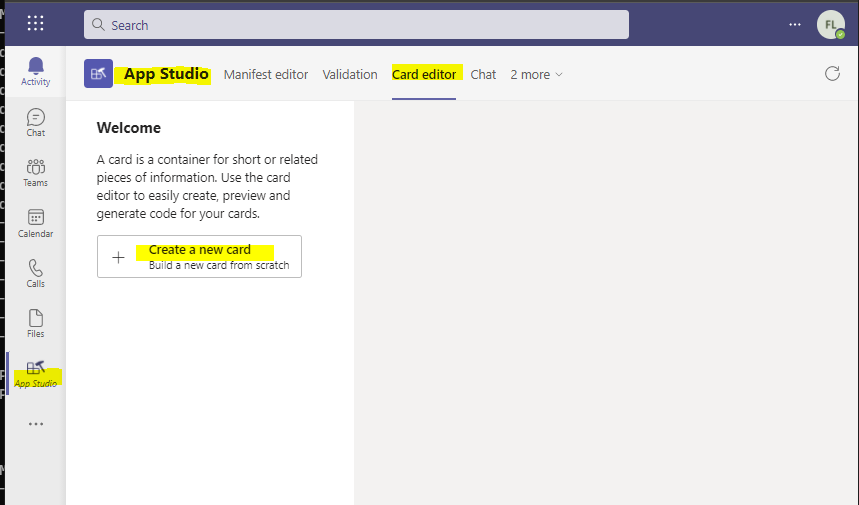 Search
FL
App Studio
Manifest editor
Validation
Card editor
Chat
2 more
Activity
Chat
Teams
Calendar
Calls
Files
App Studio
Welcome
A card is a container for short or related
pieces of information. Use the card
editor to easily create, preview and
generate code for your cards.
Create a new card
Build a new card from scratch